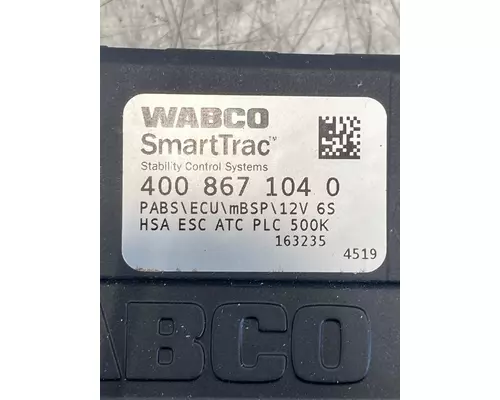 WABCO
SmartTrac™
Stability Control Systems
400 867 104 0
PABS\ECU\mBSP\12V 6S
HSA ESC ATC PLC 500K
163235
4519
ABCO